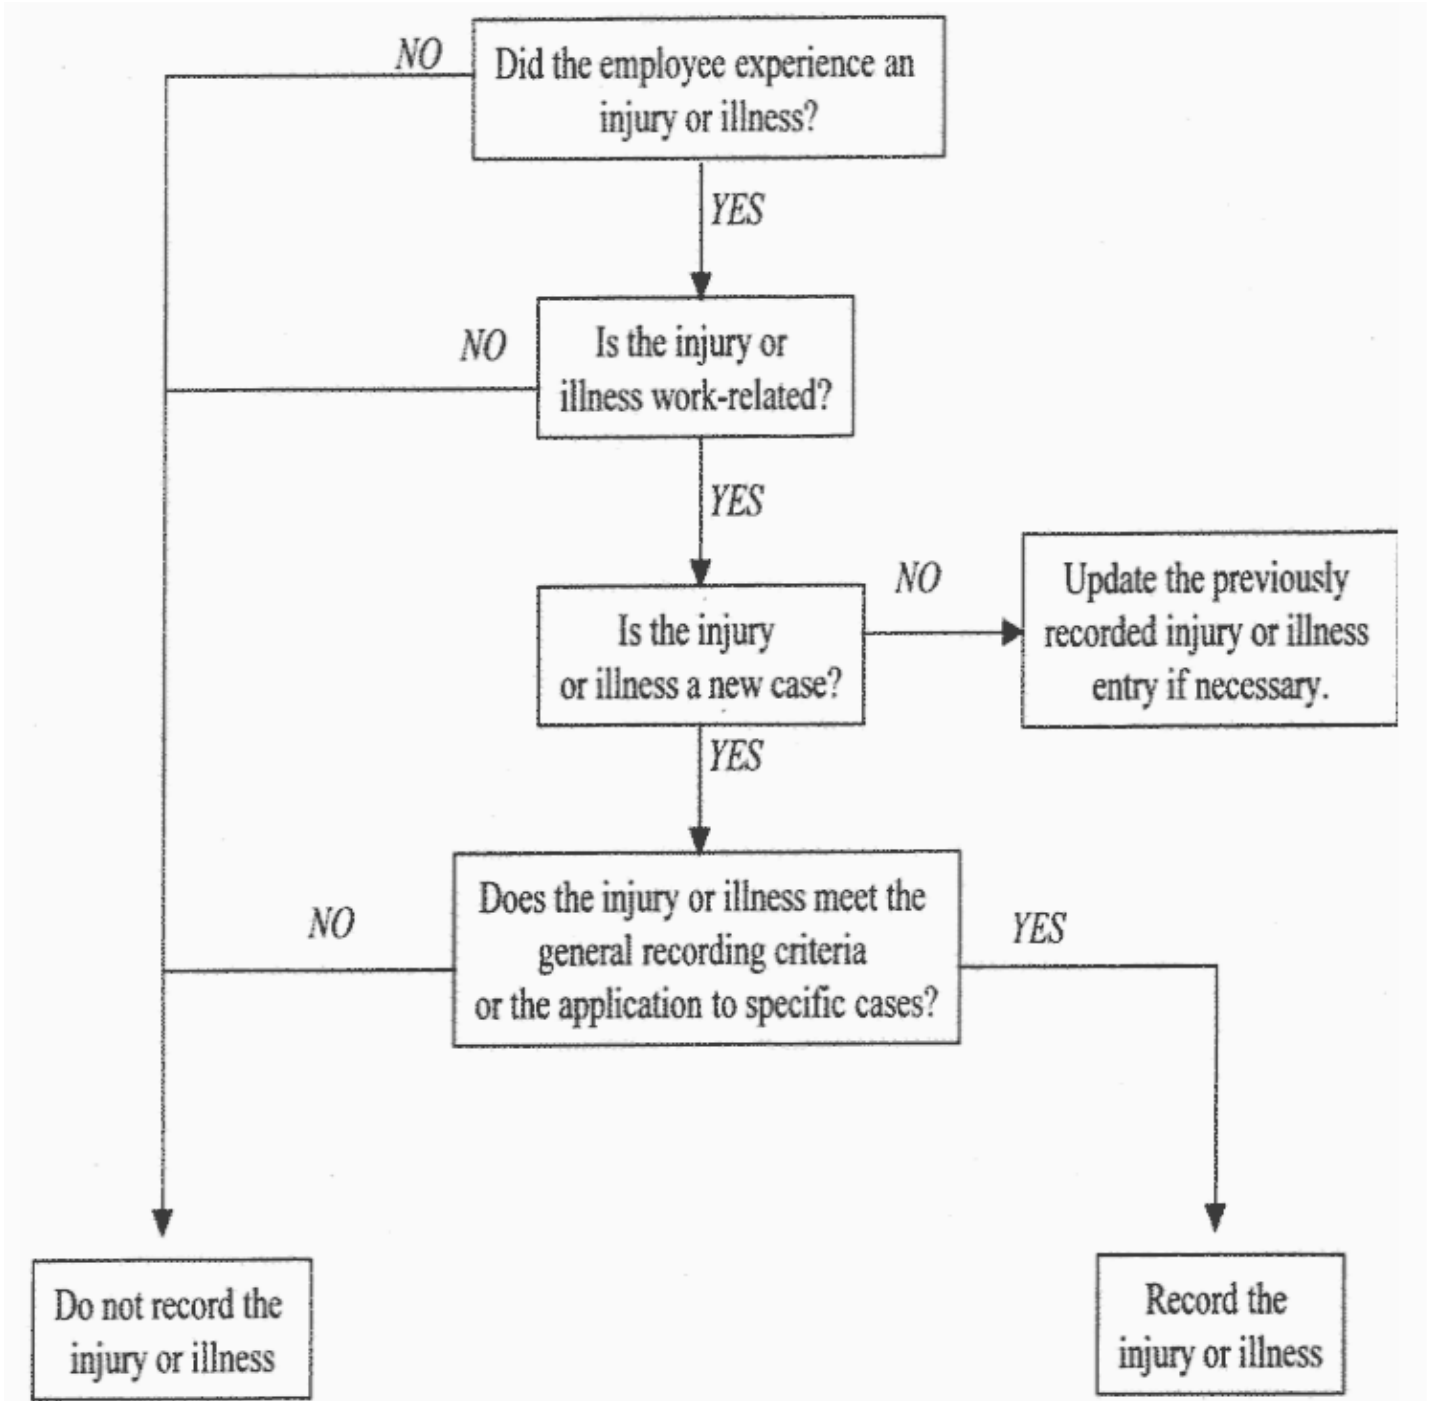 NO
Did the employee experience an
injury or illness?
YES
NO
Is the injury or
illness work-related?
YES
NO
Update the previously
recorded injury or illness
entry if necessary.
Is the injury
or illness a new case?
YES
Does the injury or illness meet the
general recording criteria
or the application to specific cases?
NO
YES
Do not record the
injury or illness
Record the
injury or illness